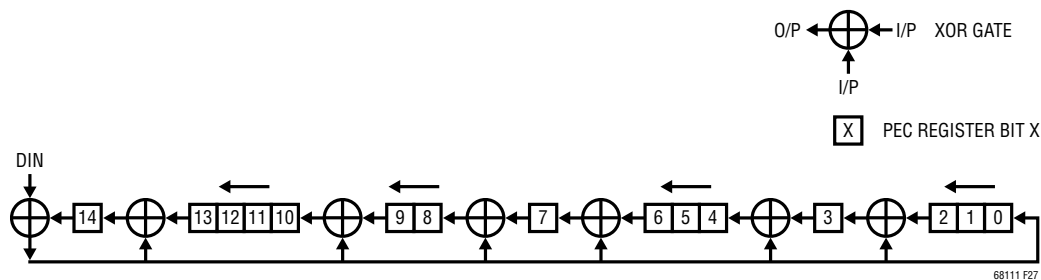 O/P I/P XOR GATE
I/P
X PEC REGISTER BIT X
DIN
14 13 12 11 10 9 8 7 6 5 4 3 2 1 0
68111 F27